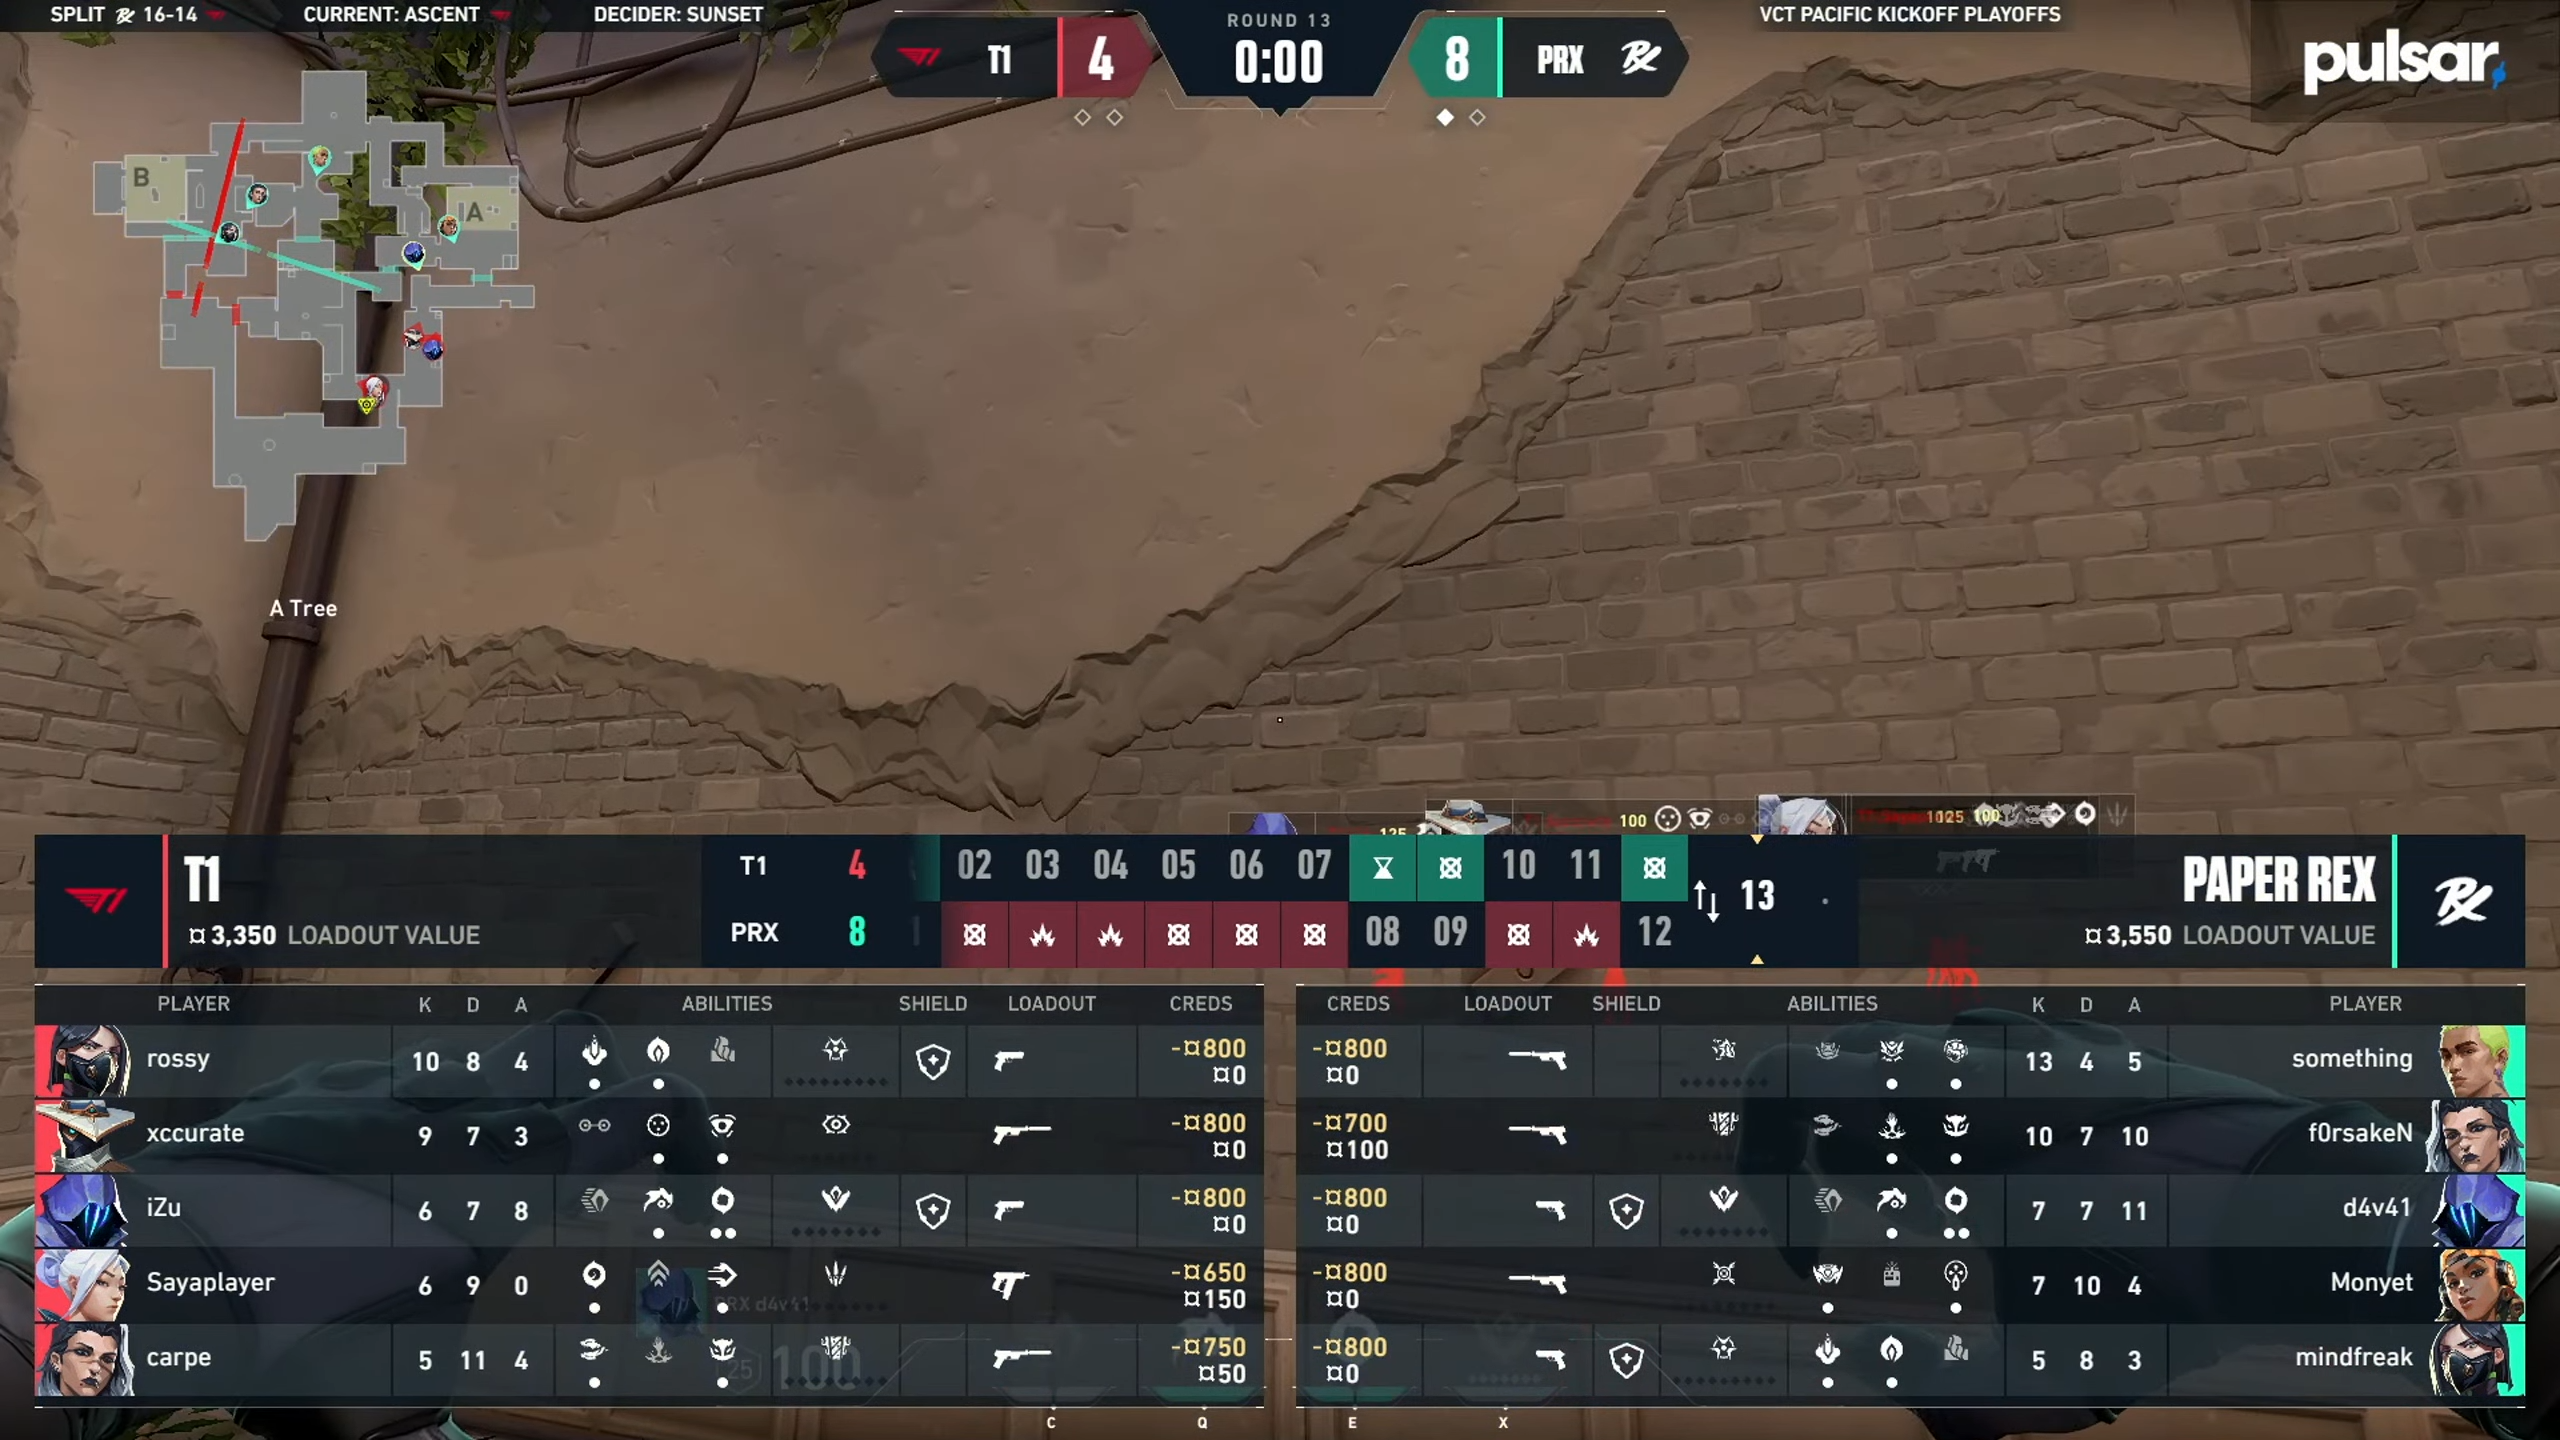 SPLIT 16-14
CURRENT: ASCENT
DECIDER: SUNSET
T1
4
ROUND 13
0:00
8
PRX
VCT PACIFIC KICKOFF PLAYOFFS
pulsar
B
A
A Tree
125
100
100
T1
3,350 LOADOUT VALUE
T1 4 02 03 04 05 06 07 10 11
PRX 8 08 09 12
13
PAPER REX
3,550 LOADOUT VALUE
PLAYER K D A ABILITIES SHIELD LOADOUT CREDS
rossy 10 8 4 -¤800 ¤0
xccurate 9 7 3 -¤800 ¤0
iZu 6 7 8 -¤800 ¤0
Sayaplayer 6 9 0 -¤650 ¤150
carpe 5 11 4 -¤750 ¤50
CREDS LOADOUT SHIELD ABILITIES K D A PLAYER
-¤800 ¤0 13 4 5 something
-¤700 ¤100 10 7 10 f0rsakeN
-¤800 ¤0 7 7 11 d4v41
-¤800 ¤0 7 10 4 Monyet
-¤800 ¤0 5 8 3 mindfreak
PRX d4v41
25
100
C Q E X